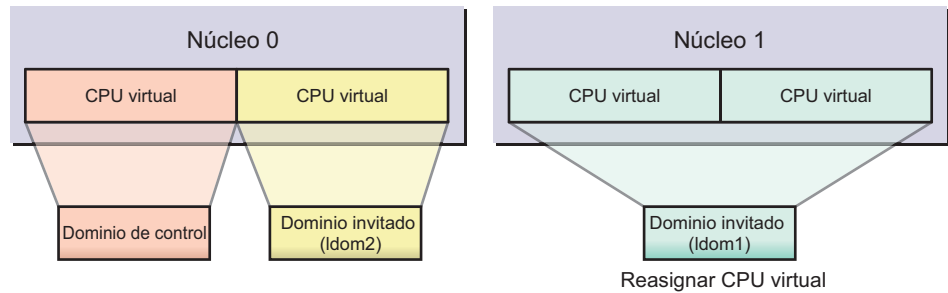 Núcleo 0
CPU virtual
CPU virtual
Dominio de control
Dominio invitado
(ldom2)
Núcleo 1
CPU virtual
CPU virtual
Dominio invitado
(ldom1)
Reasignar CPU virtual